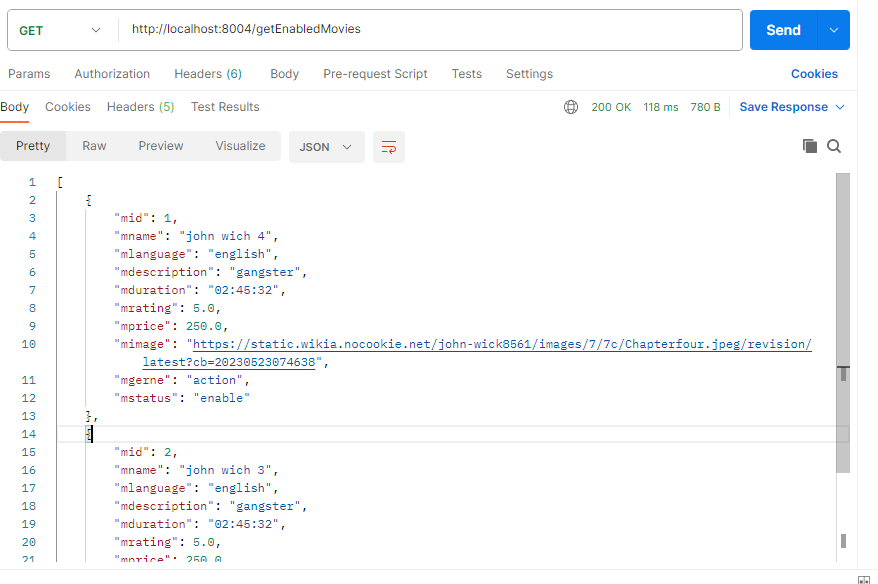 GET http://localhost:8004/getEnabledMovies Send
Params Authorization Headers (6) Body Pre-request Script Tests Settings Cookies
Body Cookies Headers (5) Test Results 200 OK 118 ms 780 B Save Response
Pretty Raw Preview Visualize JSON
1 [
2 {
3 "mid": 1,
4 "mname": "john wich 4",
5 "mlanguage": "english",
6 "mdescription": "gangster",
7 "mduration": "02:45:32",
8 "mrating": 5.0,
9 "mprice": 250.0,
10 "mimage": "https://static.wikia.nocookie.net/john-wick8561/images/7/7c/Chapterfour.jpeg/revision/
latest?cb=20230523074638",
11 "mgerne": "action",
12 "mstatus": "enable"
13 },
14 {
15 "mid": 2,
16 "mname": "john wich 3",
17 "mlanguage": "english",
18 "mdescription": "gangster",
19 "mduration": "02:45:32",
20 "mrating": 5.0,
21 "mprice": 250.0